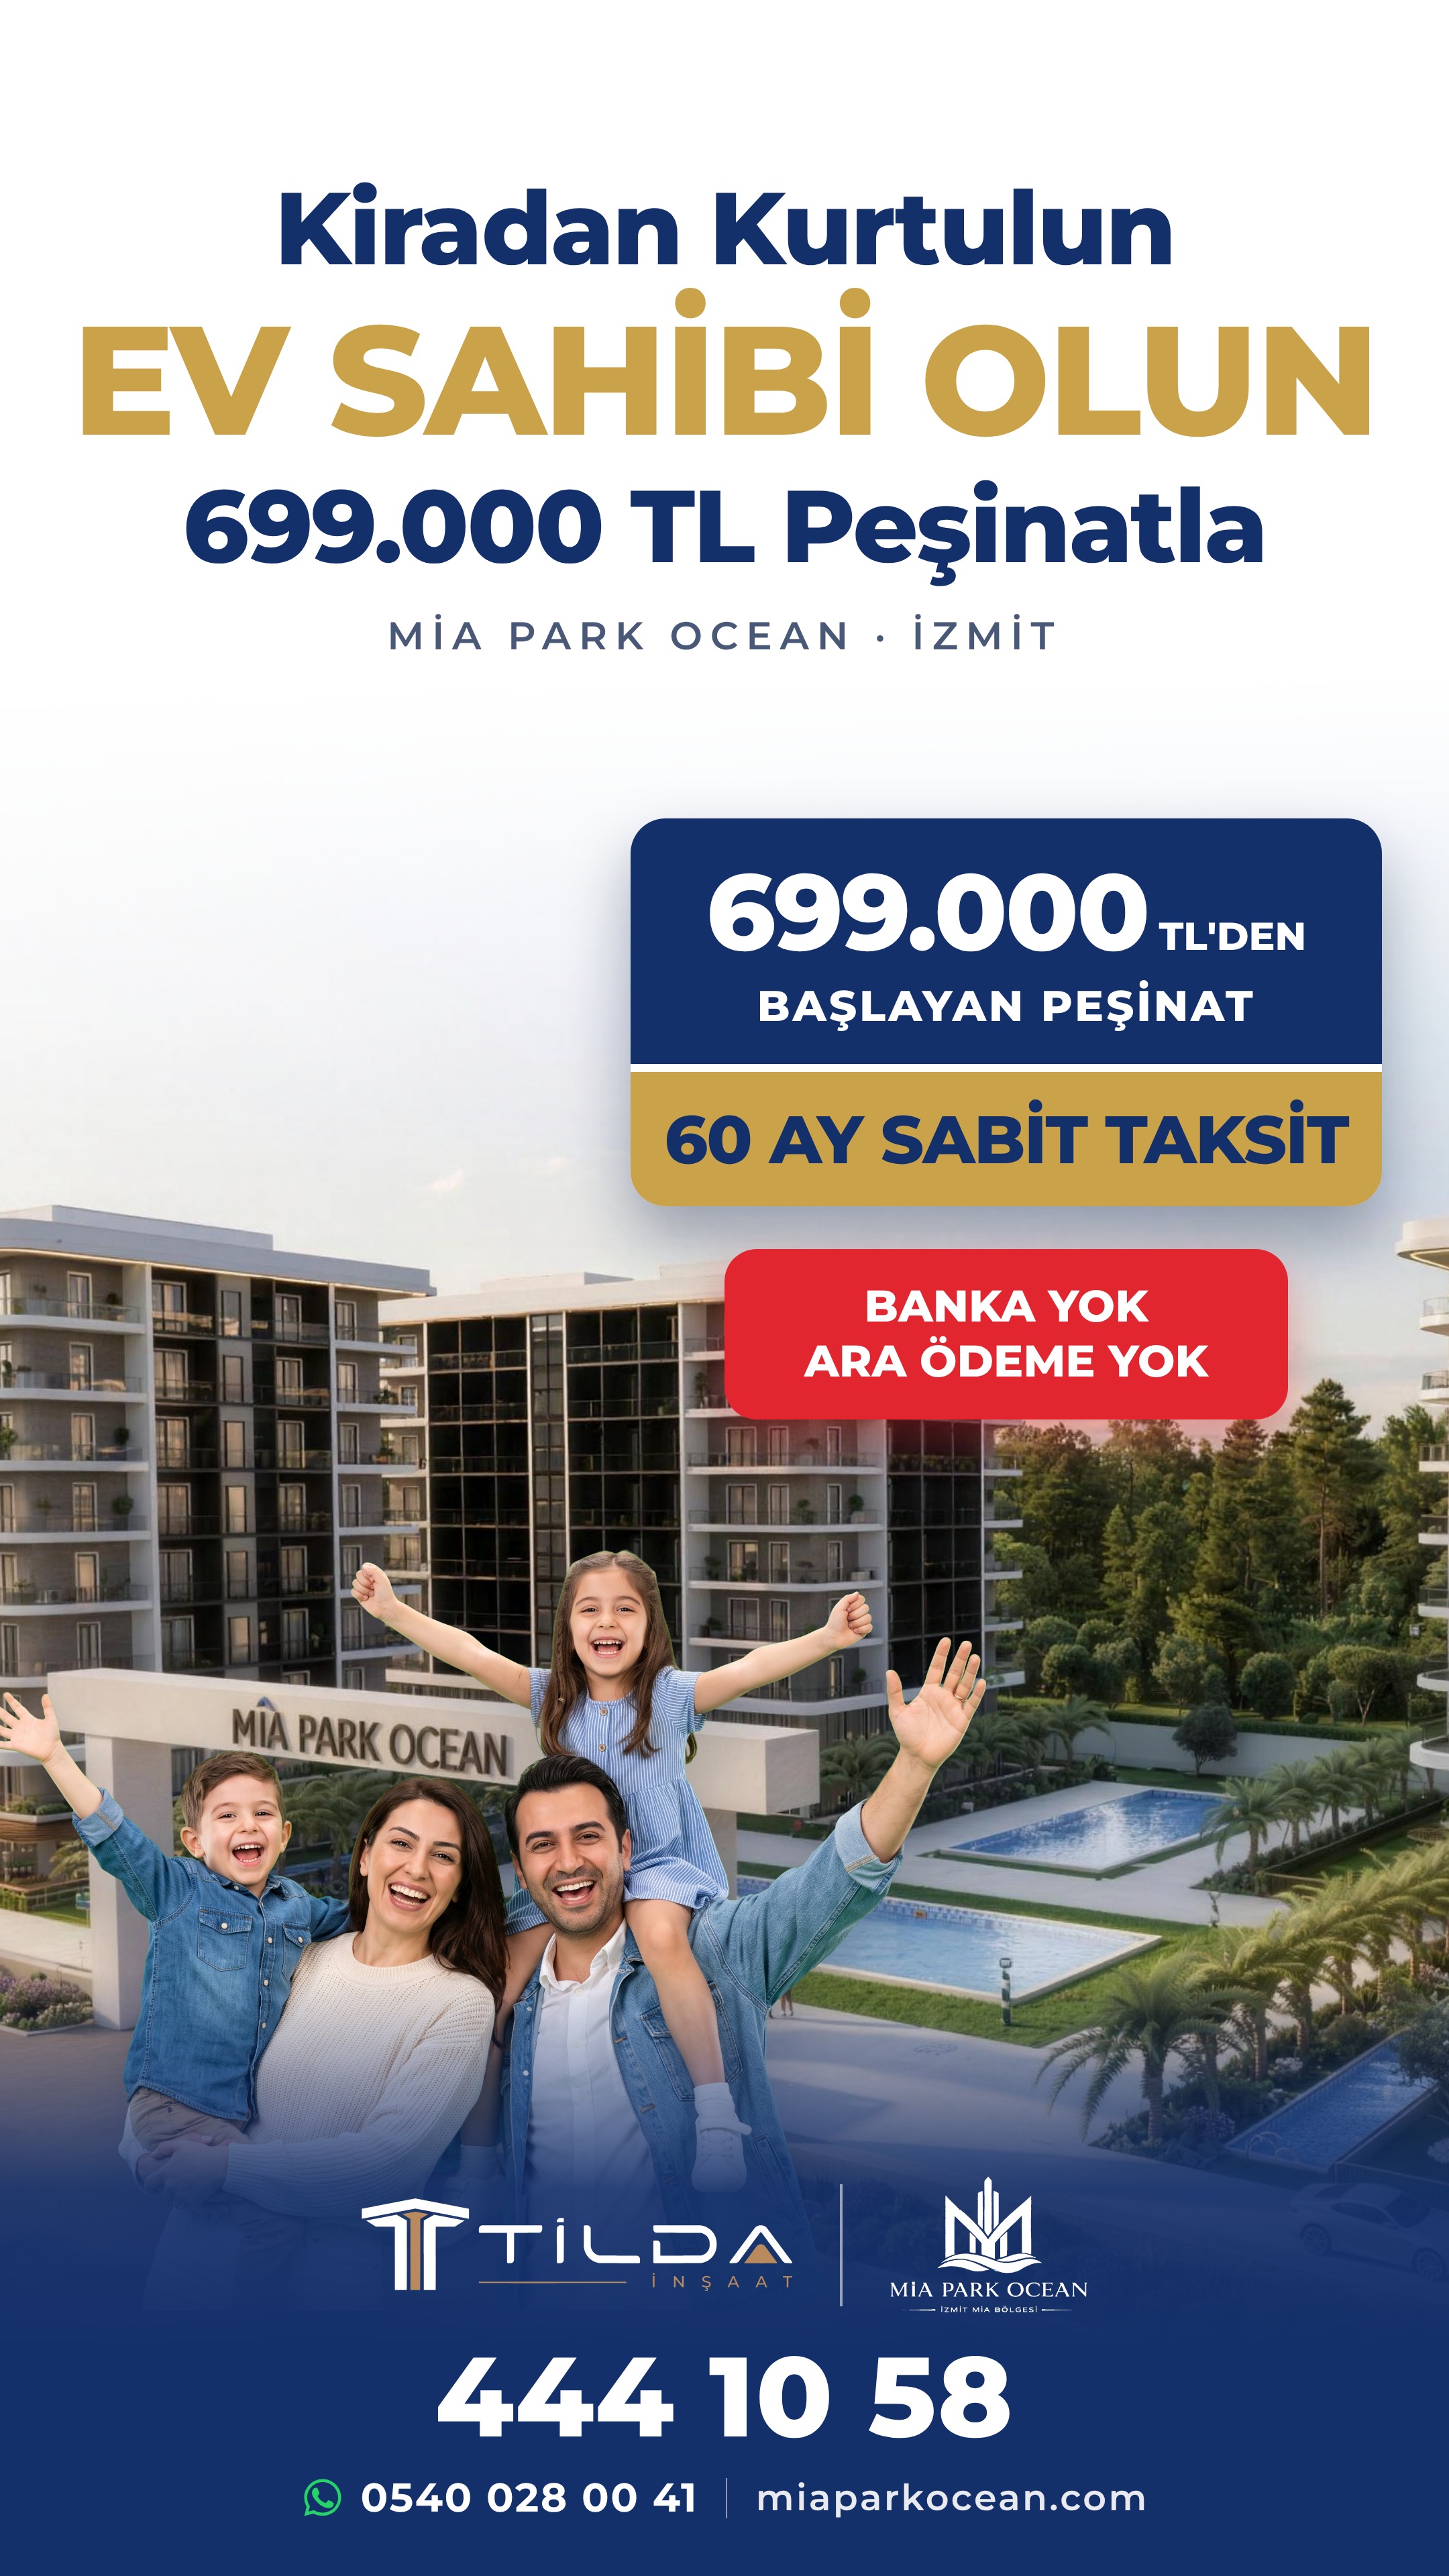 Kiradan Kurtulun
EV SAHİBİ OLUN
699.000 TL Peşinatla
MİA PARK OCEAN · İZMİT
699.000 TL'DEN
BAŞLAYAN PEŞİNAT
60 AY SABİT TAKSİT
BANKA YOK
ARA ÖDEME YOK
MİA PARK OCEAN
TİLDA
İNŞAAT
MİA PARK OCEAN
İZMİT MİA BÖLGESİ
444 10 58
0540 028 00 41
miaparkocean.com